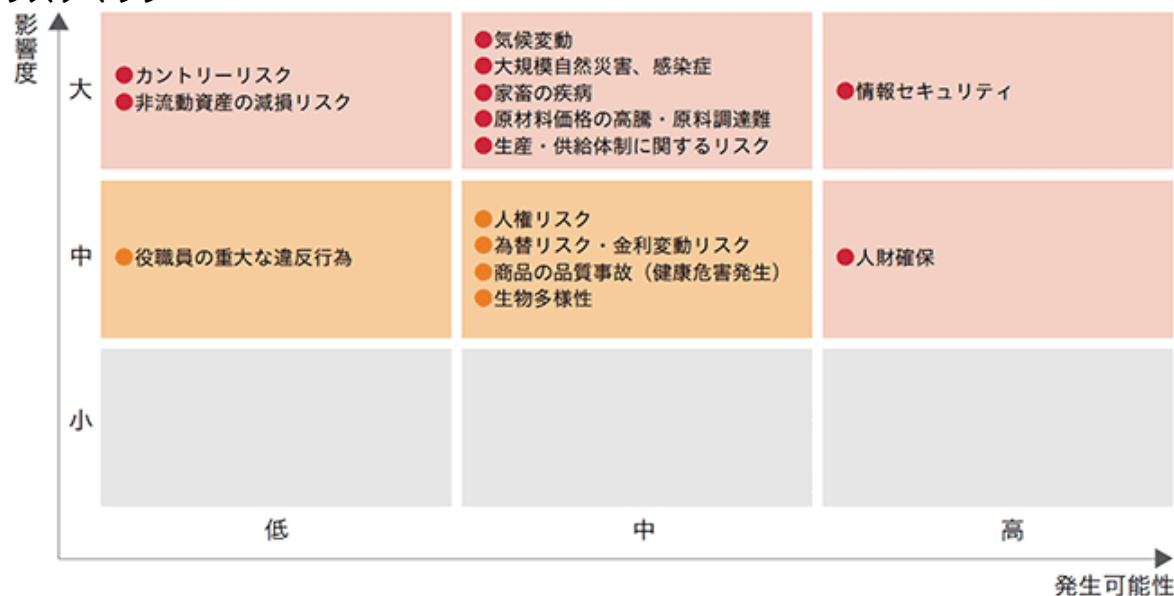 影響度
大
●カントリーリスク
●非流動資産の減損リスク
●気候変動
●大規模自然災害、感染症
●家畜の疾病
●原材料価格の高騰・原料調達難
●生産・供給体制に関するリスク
●情報セキュリティ
中
●役職員の重大な違反行為
●人権リスク
●為替リスク・金利変動リスク
●商品の品質事故（健康危害発生）
●生物多様性
●人財確保
小
低
中
高
発生可能性